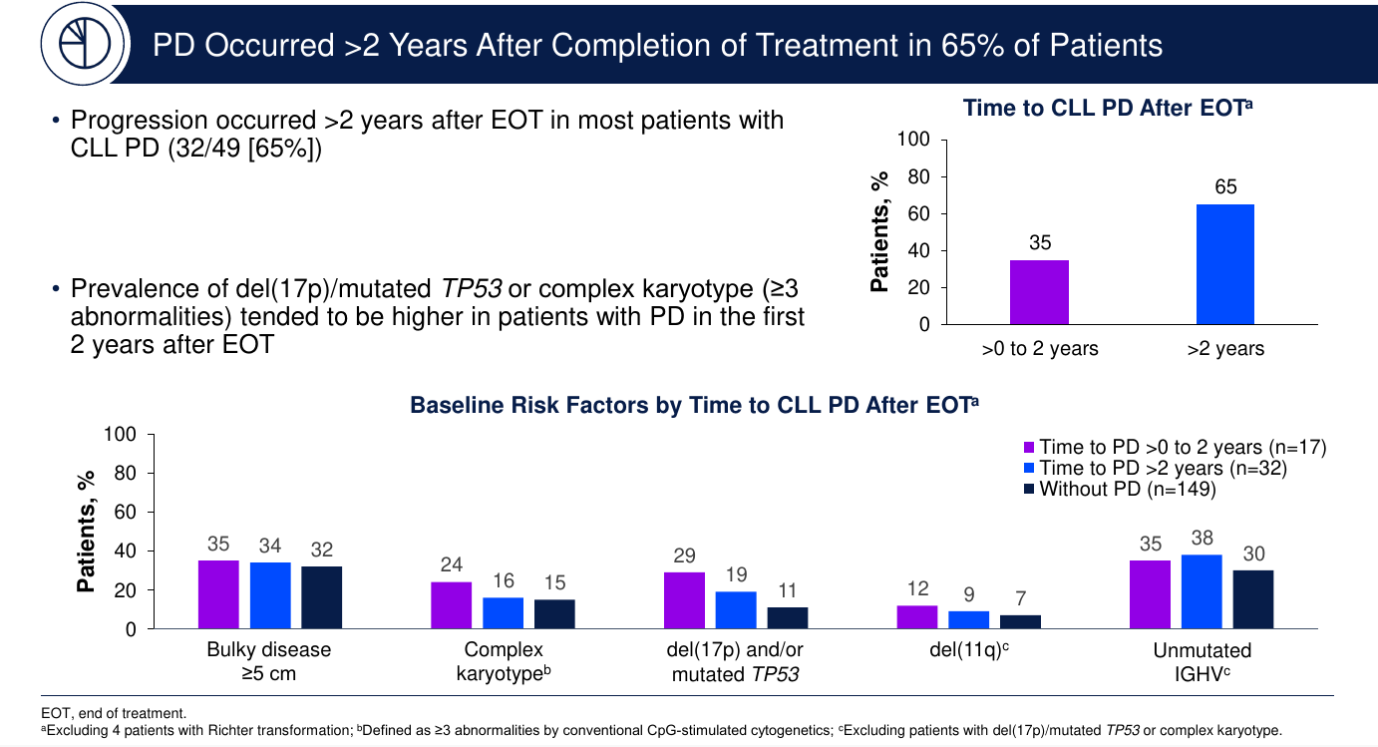 PD Occurred >2 Years After Completion of Treatment in 65% of Patients
• Progression occurred >2 years after EOT in most patients with
CLL PD (32/49 [65%])
• Prevalence of del(17p)/mutated TP53 or complex karyotype (≥3
abnormalities) tended to be higher in patients with PD in the first
2 years after EOT
Time to CLL PD After EOTᵃ
Patients, %
100
80
60
40
20
0
35
65
>0 to 2 years
>2 years
Baseline Risk Factors by Time to CLL PD After EOTᵃ
Patients, %
100
80
60
40
20
0
Time to PD >0 to 2 years (n=17)
Time to PD >2 years (n=32)
Without PD (n=149)
35 34 32
24 16 15
29 19 11
12 9 7
35 38 30
Bulky disease
≥5 cm
Complex
karyotypeᵇ
del(17p) and/or
mutated TP53
del(11q)ᶜ
Unmutated
IGHVᶜ
EOT, end of treatment.
ᵃExcluding 4 patients with Richter transformation; ᵇDefined as ≥3 abnormalities by conventional CpG-stimulated cytogenetics; ᶜExcluding patients with del(17p)/mutated TP53 or complex karyotype.